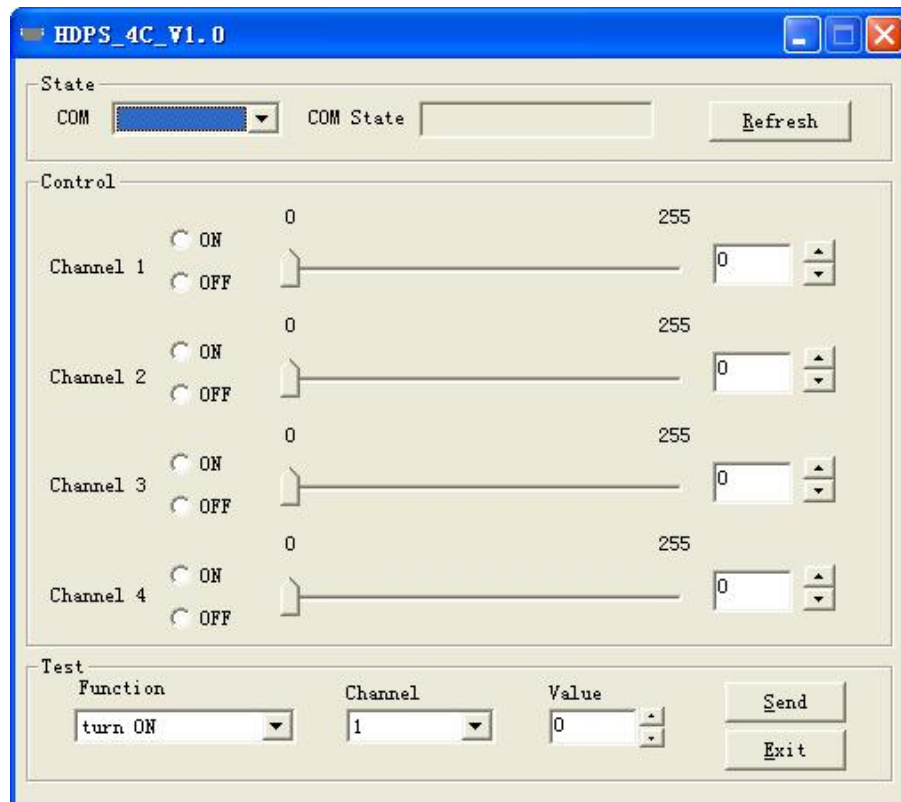 HDPS_4C_V1.0
State
COM COM State Refresh
Control
0 255
ON
Channel 1 0
OFF
0 255
ON
Channel 2 0
OFF
0 255
ON
Channel 3 0
OFF
0 255
ON
Channel 4 0
OFF
Test
Function Channel Value
Send
turn ON 1 0
Exit